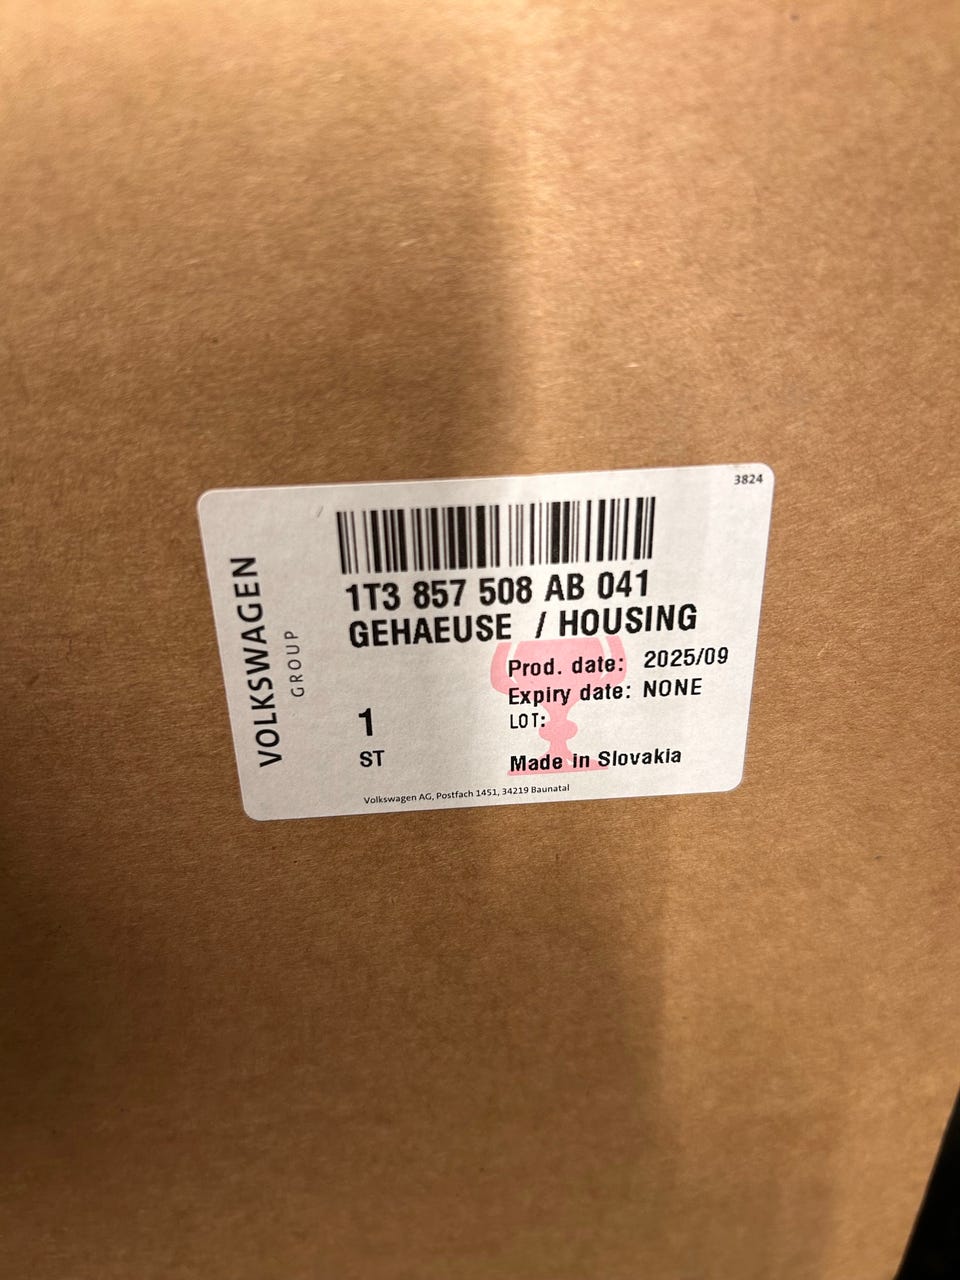 3824
VOLKSWAGEN
GROUP
1T3 857 508 AB 041
GEHAEUSE / HOUSING
Prod. date: 2025/09
Expiry date: NONE
LOT:
1
ST
Made in Slovakia
Volkswagen AG, Postfach 1451, 34219 Baunatal